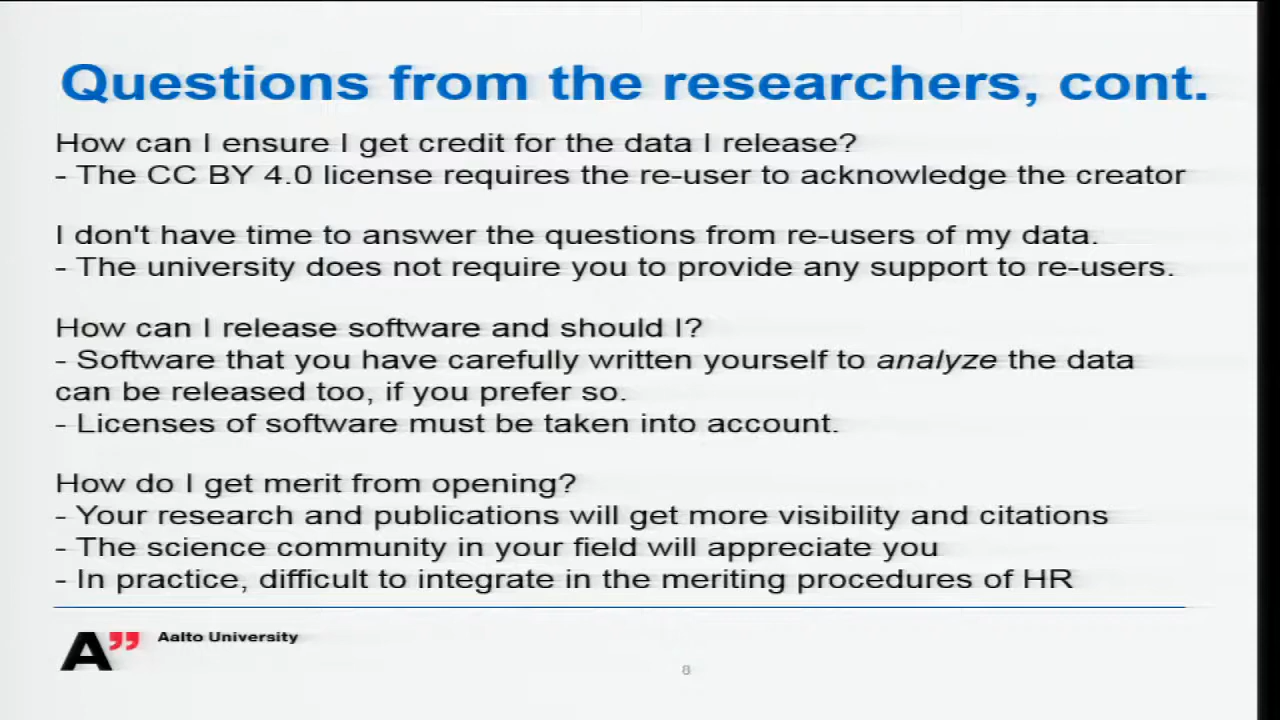 Questions from the researchers, cont.
How can I ensure I get credit for the data I release?
- The CC BY 4.0 license requires the re-user to acknowledge the creator
I don't have time to answer the questions from re-users of my data.
- The university does not require you to provide any support to re-users.
How can I release software and should I?
- Software that you have carefully written yourself to analyze the data
can be released too, if you prefer so.
- Licenses of software must be taken into account.
How do I get merit from opening?
- Your research and publications will get more visibility and citations
- The science community in your field will appreciate you
- In practice, difficult to integrate in the meriting procedures of HR
A” Aalto University
8